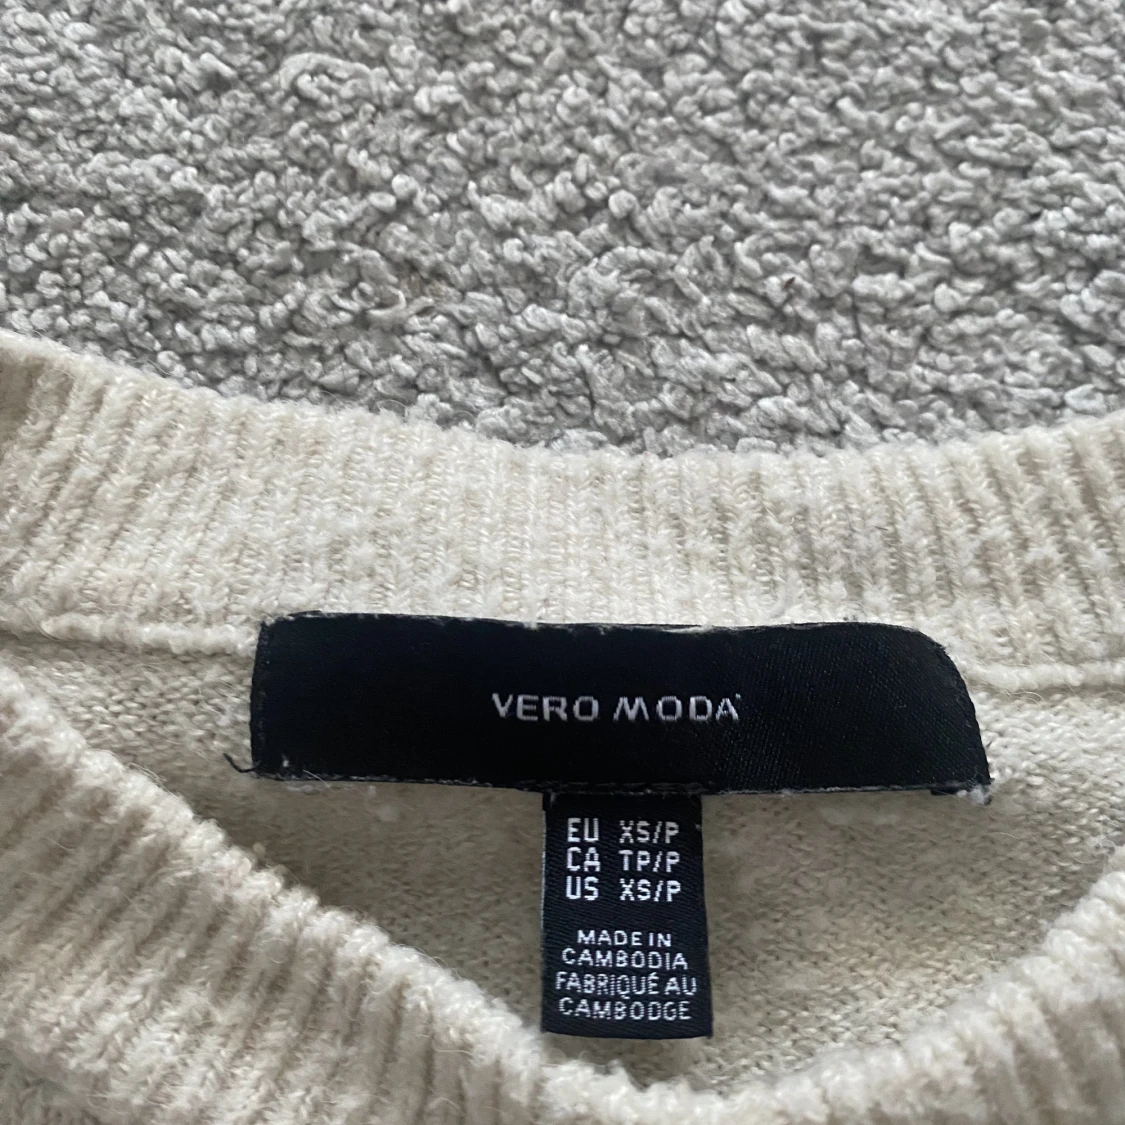 VERO MODA
EU XS/P
CA TP/P
US XS/P
MADE IN
CAMBODIA
FABRIQUÉ AU
CAMBODGE